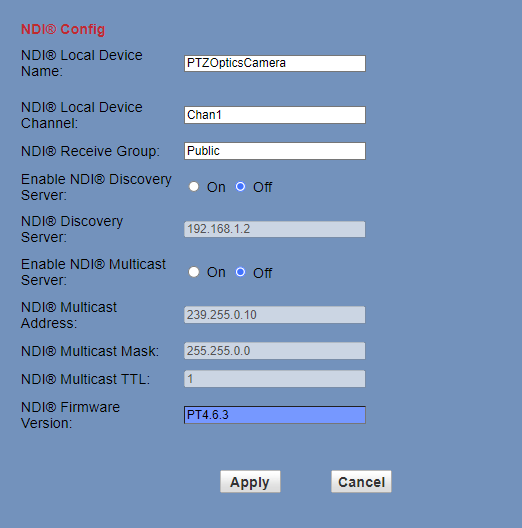 NDI® Config
NDI® Local Device
Name:
PTZOpticsCamera
NDI® Local Device
Channel:
Chan1
NDI® Receive Group:
Public
Enable NDI® Discovery
Server:
On
Off
NDI® Discovery
Server:
192.168.1.2
Enable NDI® Multicast
Server:
On
Off
NDI® Multicast
Address:
239.255.0.10
NDI® Multicast Mask:
255.255.0.0
NDI® Multicast TTL:
1
NDI® Firmware
Version:
PT4.6.3
Apply
Cancel